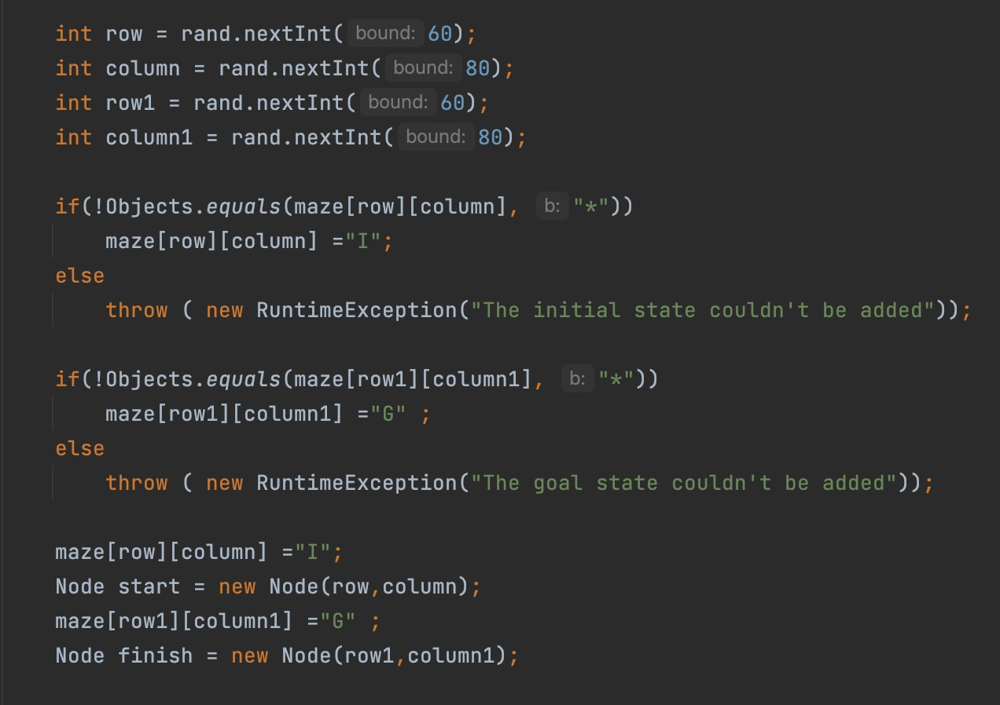 int row = rand.nextInt( bound: 60);
int column = rand.nextInt( bound: 80);
int row1 = rand.nextInt( bound: 60);
int column1 = rand.nextInt( bound: 80);
if(!Objects.equals(maze[row][column], b: "*"))
maze[row][column] ="I";
else
throw ( new RuntimeException("The initial state couldn't be added"));
if(!Objects.equals(maze[row1][column1], b: "*"))
maze[row1][column1] ="G" ;
else
throw ( new RuntimeException("The goal state couldn't be added"));
maze[row][column] ="I";
Node start = new Node(row,column);
maze[row1][column1] ="G" ;
Node finish = new Node(row1,column1);